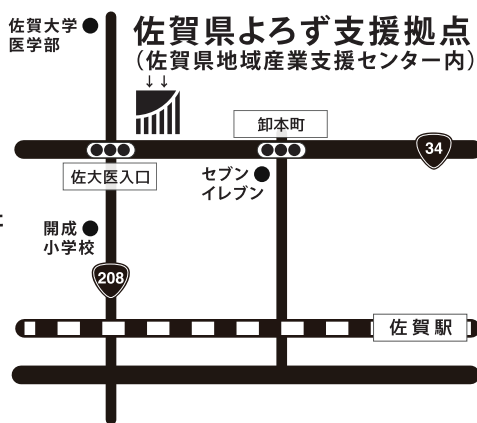 佐賀県よろず支援拠点
（佐賀県地域産業支援センター内）
佐賀大学
医学部
↓↓
卸本町
34
佐大医入口
セブン
イレブン
開成
小学校
208
佐賀駅